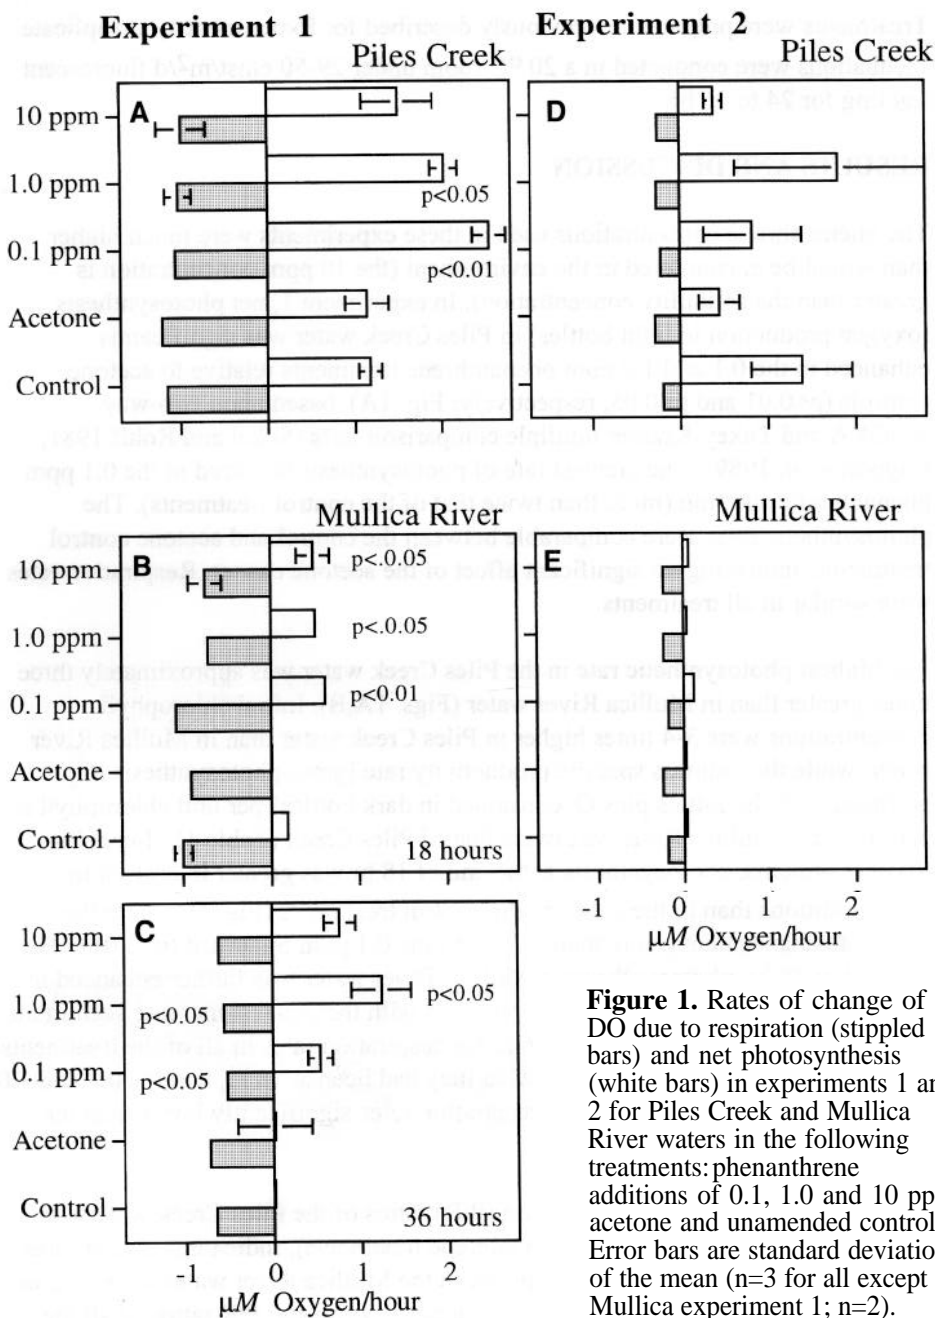 Experiment 1
Experiment 2
Piles Creek
Piles Creek
A
D
10 ppm
1.0 ppm
p<0.05
0.1 ppm
p<0.01
Acetone
Control
Mullica River
Mullica River
B
E
10 ppm
p<.0.05
1.0 ppm
p<.0.05
0.1 ppm
p<0.01
Acetone
Control
18 hours
-1 0 1 2
µM Oxygen/hour
C
10 ppm
1.0 ppm
p<0.05
p<0.05
0.1 ppm
p<0.05
Acetone
Control
36 hours
-1 0 1 2
µM Oxygen/hour
Figure 1. Rates of change of
DO due to respiration (stippled
bars) and net photosynthesis
(white bars) in experiments 1 an
2 for Piles Creek and Mullica
River waters in the following
treatments: phenanthrene
additions of 0.1, 1.0 and 10 pp
acetone and unamended control
Error bars are standard deviatio
of the mean (n=3 for all except
Mullica experiment 1; n=2).